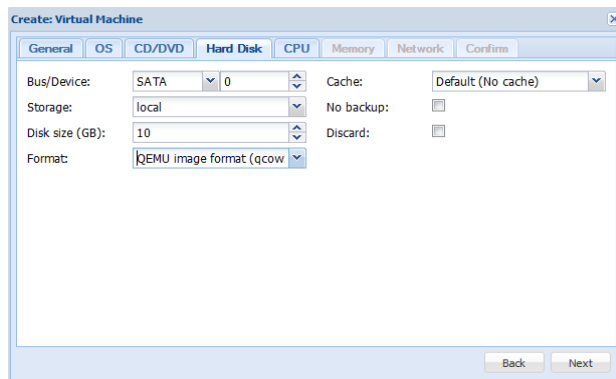 Create: Virtual Machine
General OS CD/DVD Hard Disk CPU Memory Network Confirm
Bus/Device: SATA 0 Cache: Default (No cache)
Storage: local No backup:
Disk size (GB): 10 Discard:
Format: QEMU image format (qcow
Back Next